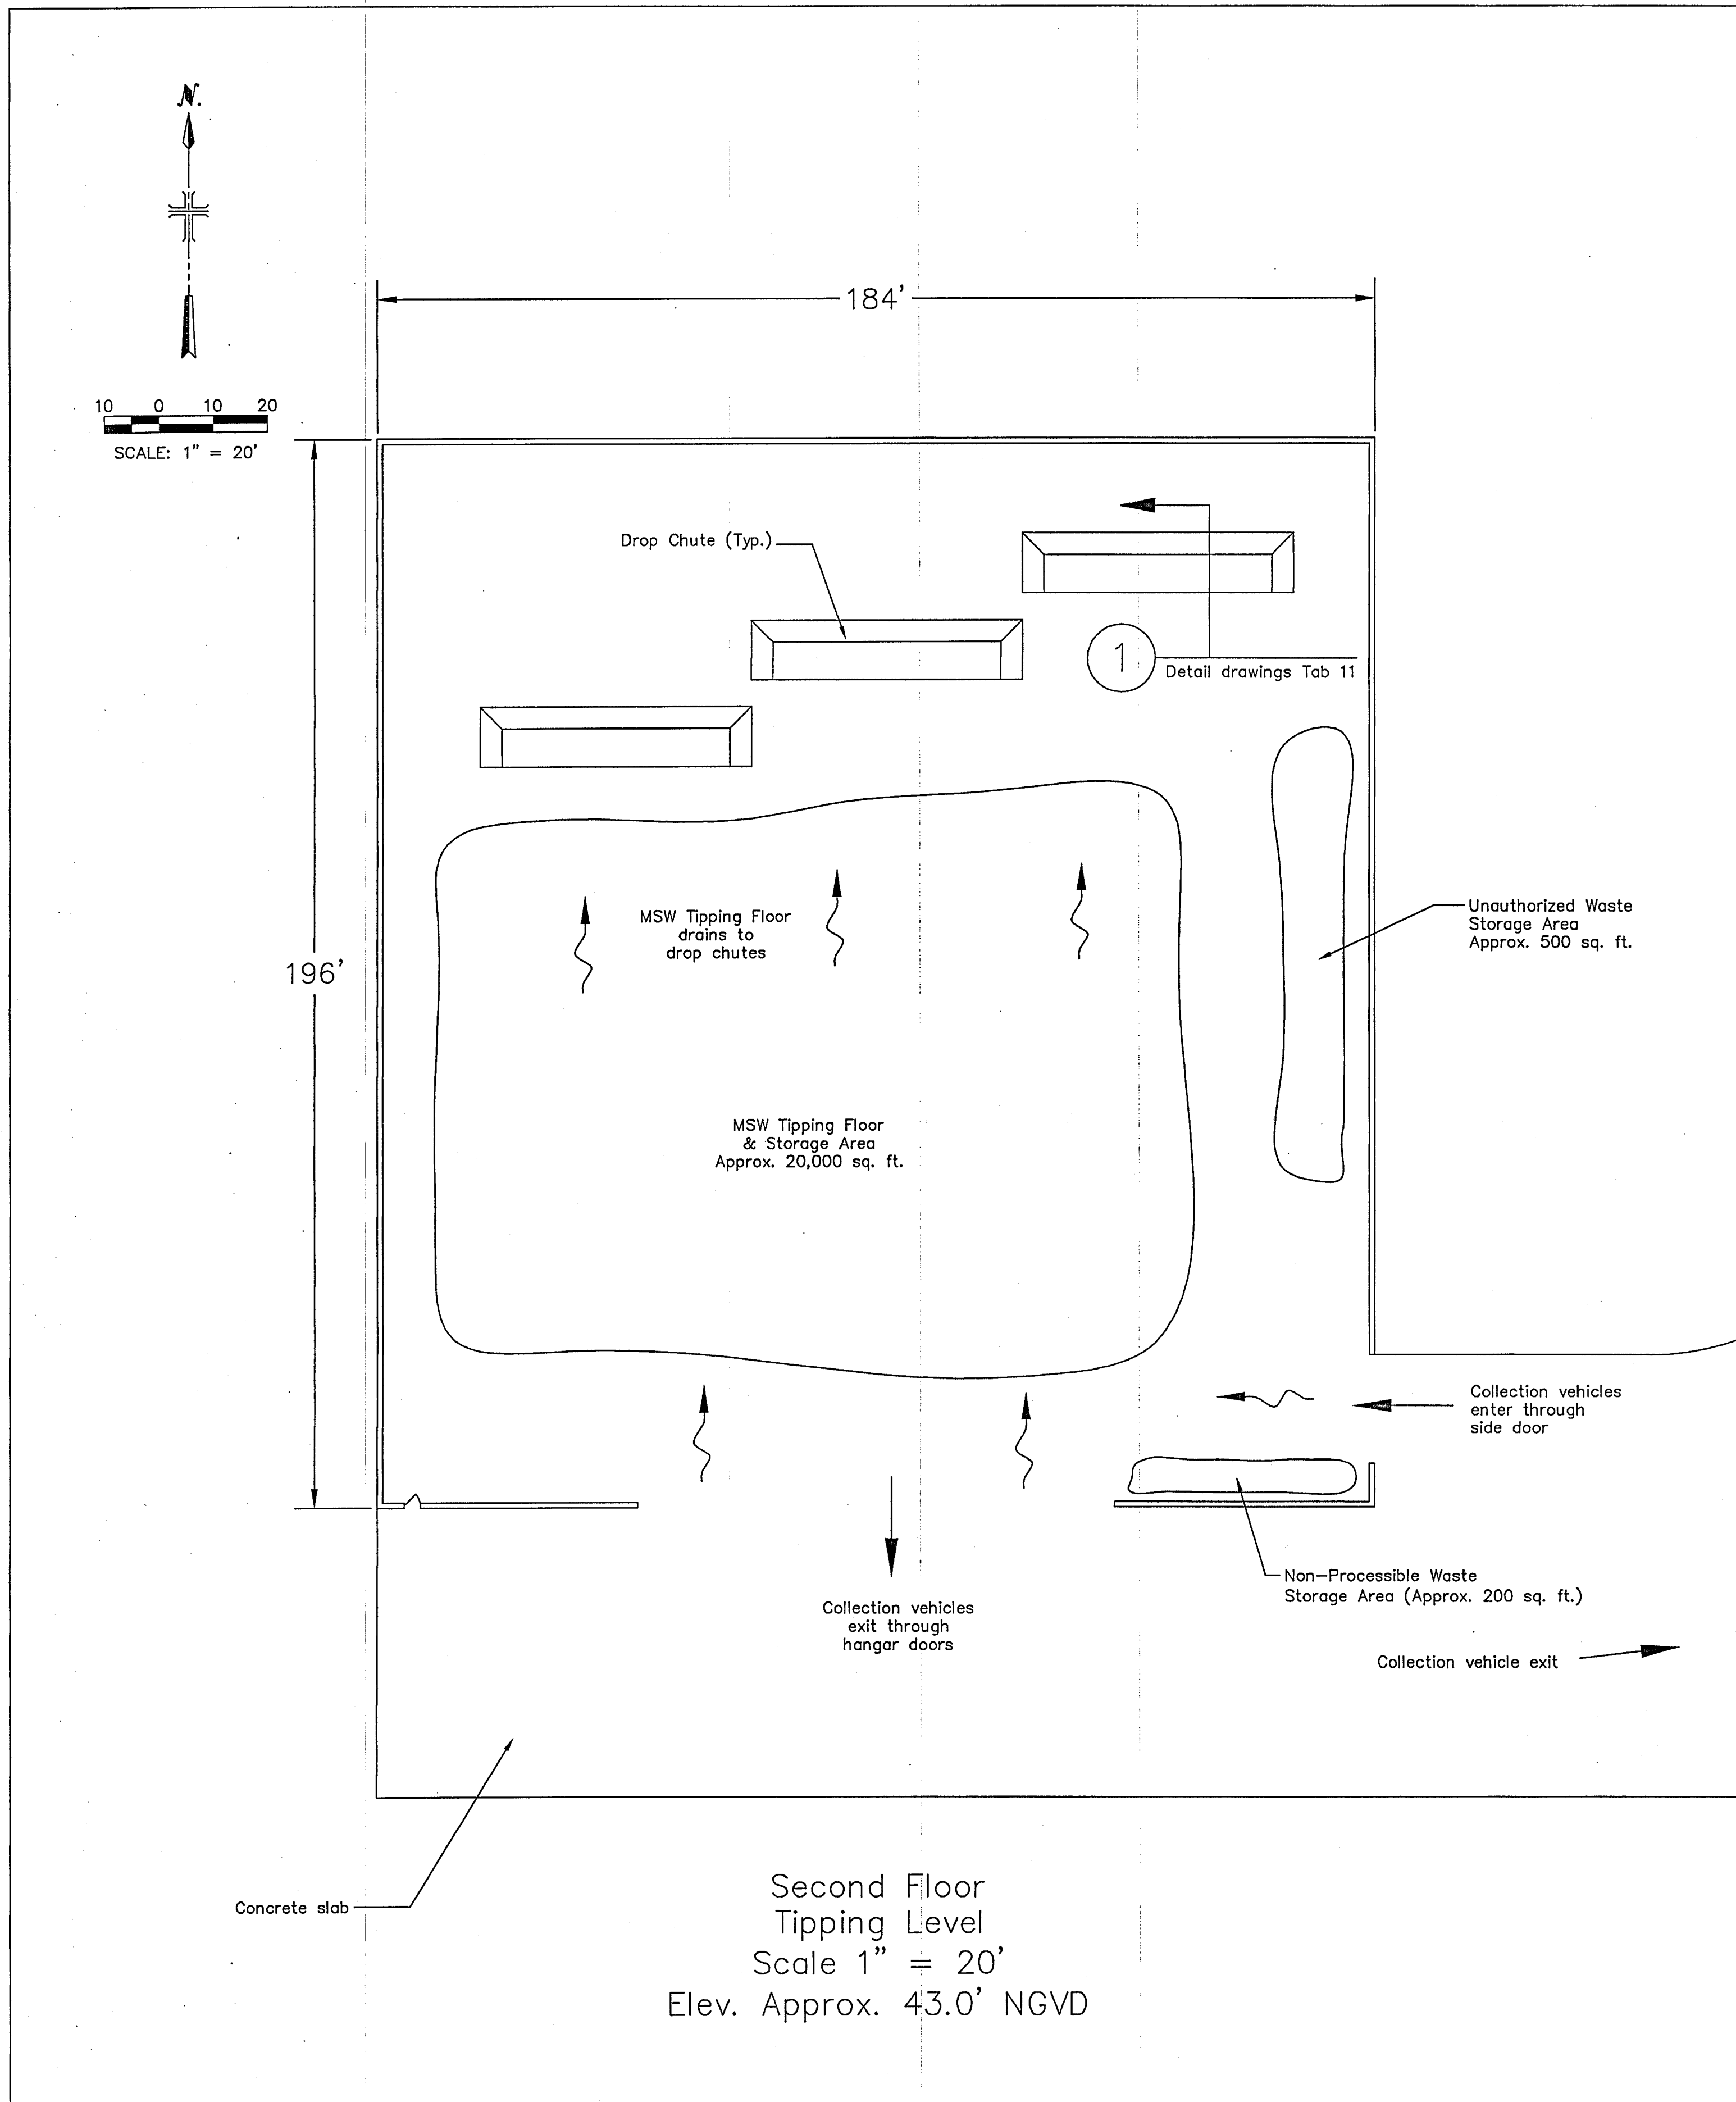 N.
184'
10 0 10 20
SCALE: 1" = 20'
Drop Chute (Typ.)
1
Detail drawings Tab 11
MSW Tipping Floor
drains to
drop chutes
Unauthorized Waste
Storage Area
Approx. 500 sq. ft.
196'
MSW Tipping Floor
& Storage Area
Approx. 20,000 sq. ft.
Collection vehicles
enter through
side door
Non-Processible Waste
Storage Area (Approx. 200 sq. ft.)
Collection vehicles
exit through
hangar doors
Collection vehicle exit
Concrete slab
Second Floor
Tipping Level
Scale 1" = 20'
Elev. Approx. 43.0' NGVD